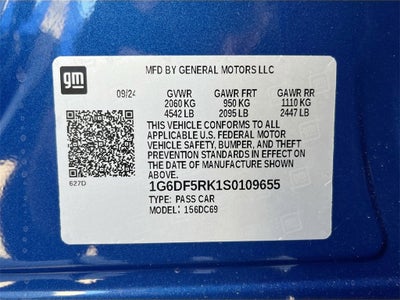 gm
MFD BY GENERAL MOTORS LLC
09/24 GVWR GAWR FRT GAWR RR
2060 KG 950 KG 1110 KG
4542 LB 2095 LB 2447 LB
THIS VEHICLE CONFORMS TO ALL
APPLICABLE U.S. FEDERAL MOTOR
VEHICLE SAFETY, BUMPER, AND THEFT
PREVENTION STANDARDS IN EFFECT ON
THE DATE OF MANUFACTURE SHOWN
ABOVE.
627D
1G6DF5RK1S0109655
TYPE: PASS CAR
MODEL: 156DC69